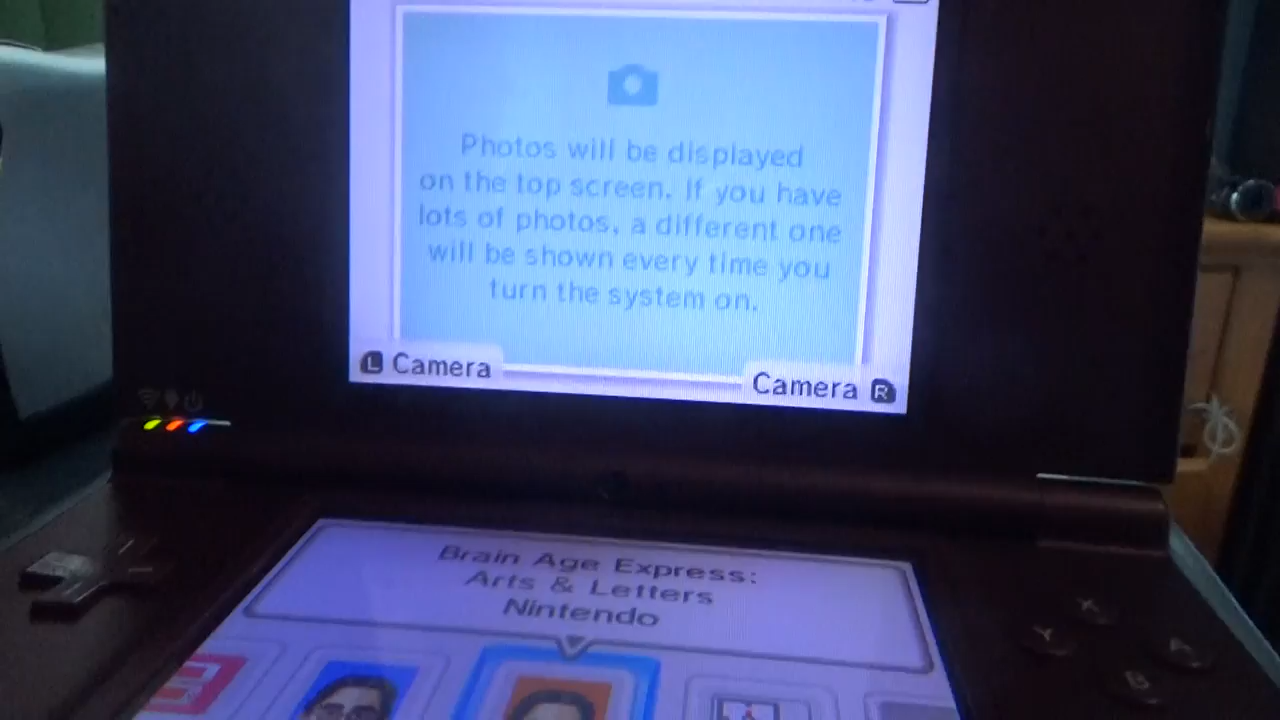 Photos will be displayed
on the top screen. If you have
lots of photos, a different one
will be shown every time you
turn the system on.
L Camera
Camera R
Brain Age Express:
Arts & Letters
Nintendo
X
Y
A
B